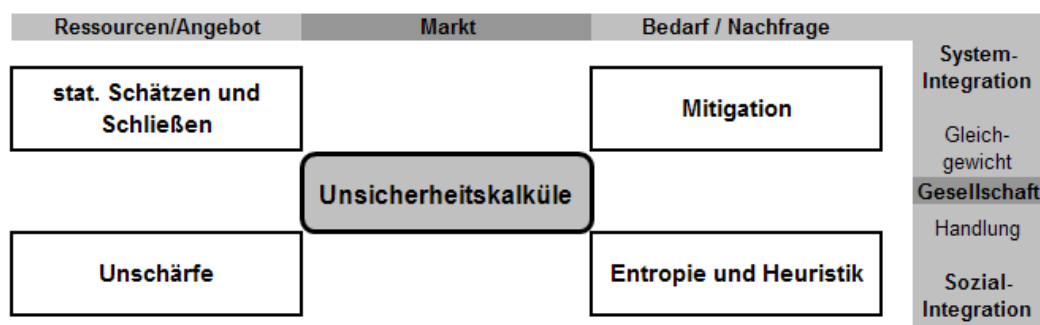 Ressourcen/Angebot
Markt
Bedarf / Nachfrage
stat. Schätzen und
Schließen
Mitigation
Unsicherheitskalküle
Unschärfe
Entropie und Heuristik
System-
Integration
Gleich-
gewicht
Gesellschaft
Handlung
Sozial-
Integration